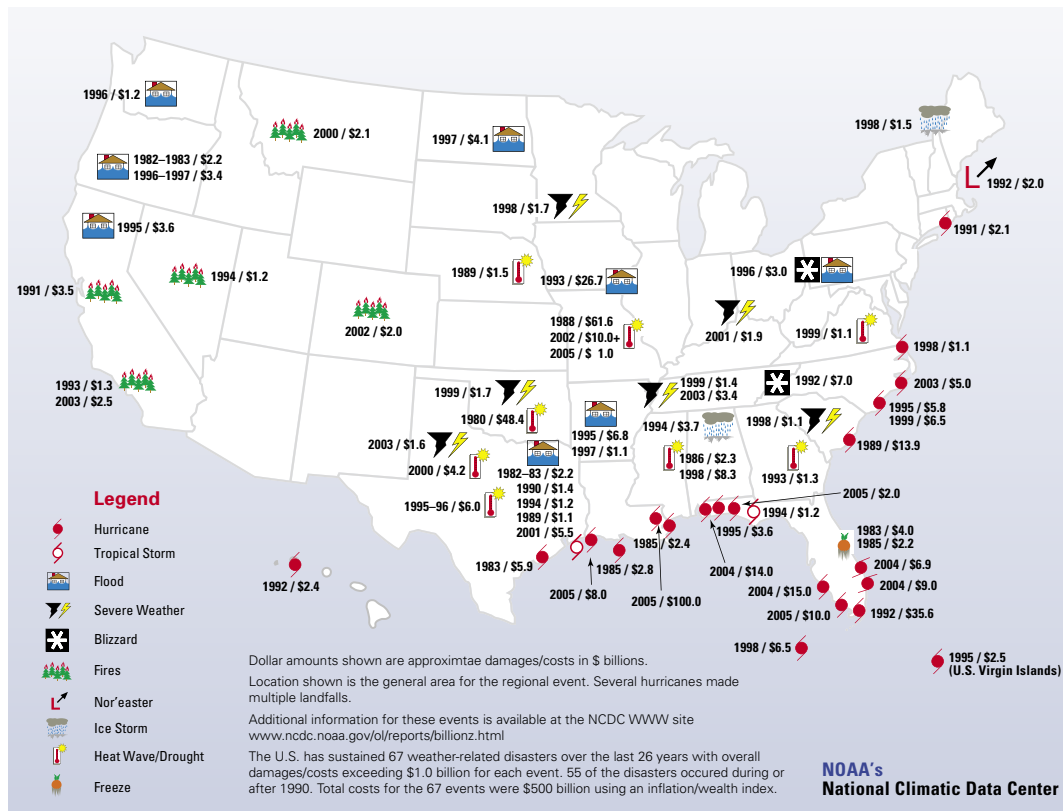 1996 / $1.2
2000 / $2.1
1997 / $4.1
1998 / $1.5
1982–1983 / $2.2
1996–1997 / $3.4
1992 / $2.0
1998 / $1.7
1995 / $3.6
1991 / $2.1
1989 / $1.5
1993 / $26.7
1996 / $3.0
1994 / $1.2
1991 / $3.5
2002 / $2.0
1988 / $61.6
2002 / $10.0+
2005 / $ 1.0
2001 / $1.9
1999 / $1.1
1998 / $1.1
1993 / $1.3
2003 / $2.5
1999 / $1.7
1980 / $48.4
1999 / $1.4
2003 / $3.4
1992 / $7.0
2003 / $5.0
1995 / $5.8
1999 / $6.5
1995 / $6.8
1997 / $1.1
1994 / $3.7
1998 / $1.1
1989 / $13.9
2003 / $1.6
2000 / $4.2
1986 / $2.3
1998 / $8.3
1993 / $1.3
1982–83 / $2.2
1990 / $1.4
1994 / $1.2
1989 / $1.1
2001 / $5.5
1995–96 / $6.0
2005 / $2.0
1994 / $1.2
1995 / $3.6
1983 / $4.0
1985 / $2.2
1985 / $2.4
1983 / $5.9
1985 / $2.8
2004 / $14.0
2004 / $6.9
2004 / $9.0
2004 / $15.0
1992 / $2.4
2005 / $8.0
2005 / $100.0
2005 / $10.0
1992 / $35.6
1998 / $6.5
1995 / $2.5
(U.S. Virgin Islands)
Legend
Hurricane
Tropical Storm
Flood
Severe Weather
Blizzard
Fires
L
Nor'easter
Ice Storm
Heat Wave/Drought
Freeze
Dollar amounts shown are approximtae damages/costs in $ billions.
Location shown is the general area for the regional event. Several hurricanes made
multiple landfalls.
Additional information for these events is available at the NCDC WWW site
www.ncdc.noaa.gov/ol/reports/billionz.html
The U.S. has sustained 67 weather-related disasters over the last 26 years with overall
damages/costs exceeding $1.0 billion for each event. 55 of the disasters occured during or
after 1990. Total costs for the 67 events were $500 billion using an inflation/wealth index.
NOAA's
National Climatic Data Center
L